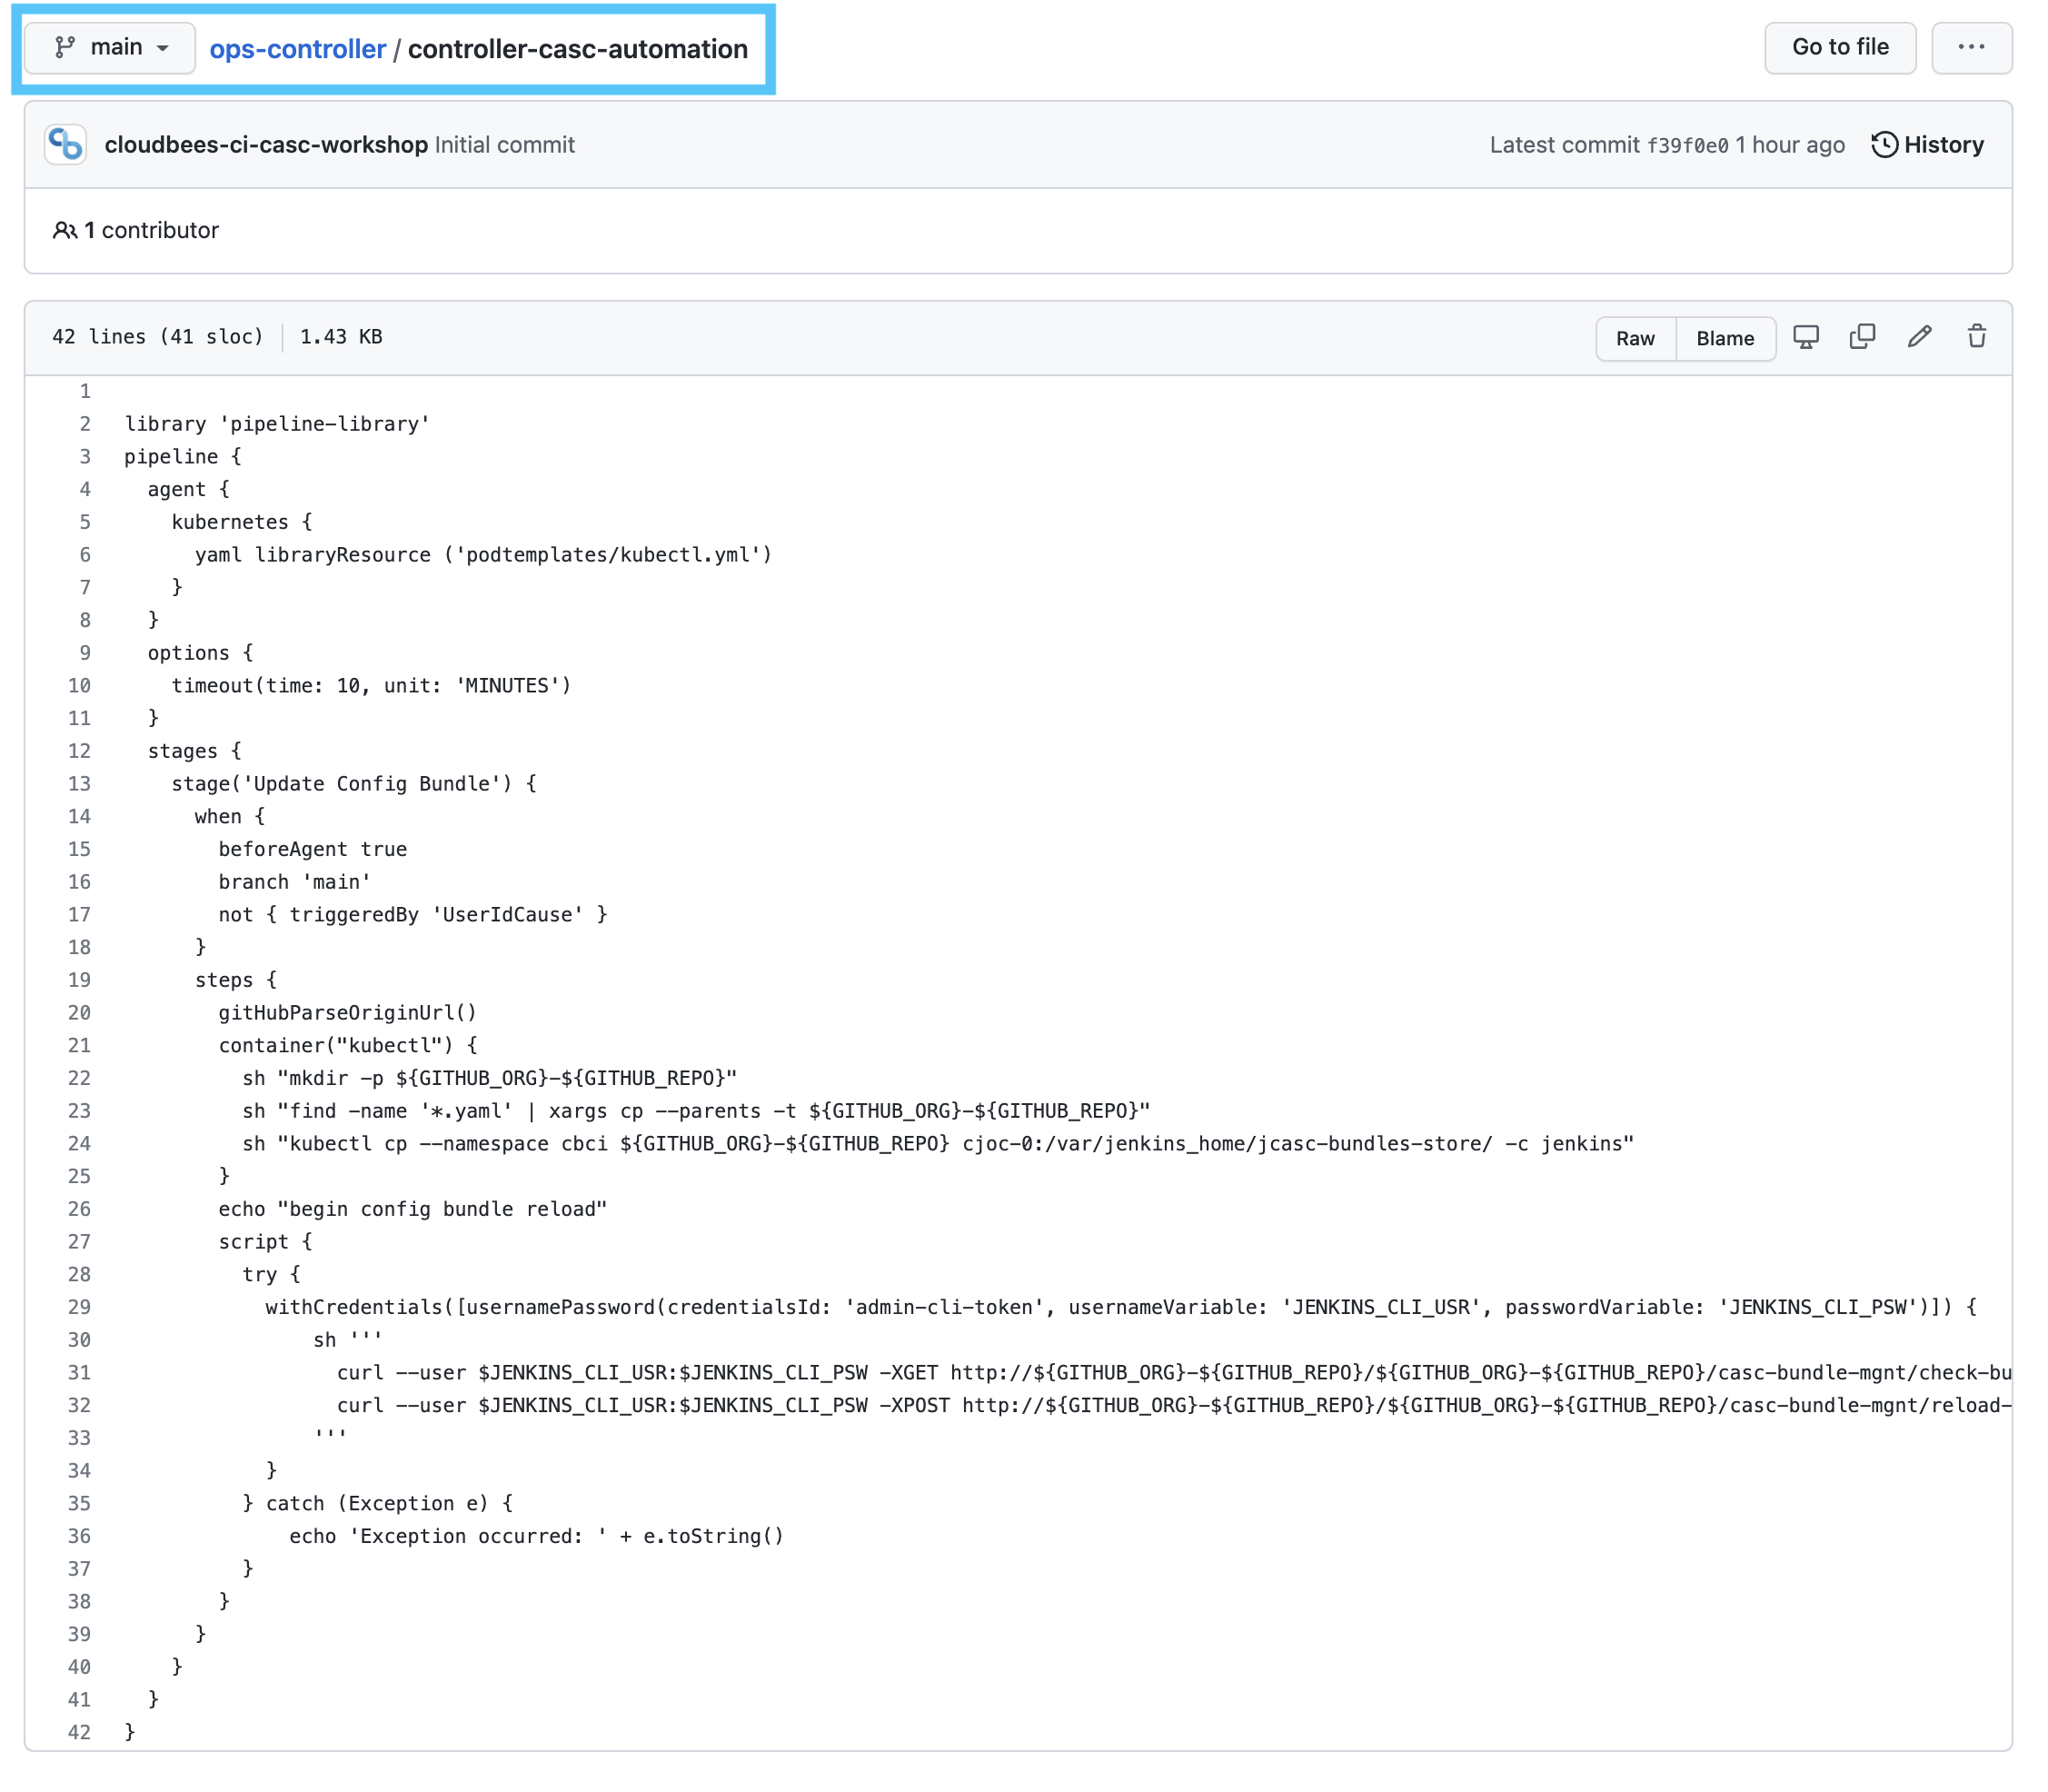 main ops-controller / controller-casc-automation Go to file ...
cloudbees-ci-casc-workshop Initial commit Latest commit f39f0e0 1 hour ago History
1 contributor
42 lines (41 sloc) 1.43 KB Raw Blame
1
2 library 'pipeline-library'
3 pipeline {
4   agent {
5     kubernetes {
6       yaml libraryResource ('podtemplates/kubectl.yml')
7     }
8   }
9   options {
10     timeout(time: 10, unit: 'MINUTES')
11   }
12   stages {
13     stage('Update Config Bundle') {
14       when {
15         beforeAgent true
16         branch 'main'
17         not { triggeredBy 'UserIdCause' }
18       }
19       steps {
20         gitHubParseOriginUrl()
21         container("kubectl") {
22           sh "mkdir -p ${GITHUB_ORG}-${GITHUB_REPO}"
23           sh "find -name '*.yaml' | xargs cp --parents -t ${GITHUB_ORG}-${GITHUB_REPO}"
24           sh "kubectl cp --namespace cbci ${GITHUB_ORG}-${GITHUB_REPO} cjoc-0:/var/jenkins_home/jcasc-bundles-store/ -c jenkins"
25         }
26         echo "begin config bundle reload"
27         script {
28           try {
29             withCredentials([usernamePassword(credentialsId: 'admin-cli-token', usernameVariable: 'JENKINS_CLI_USR', passwordVariable: 'JENKINS_CLI_PSW')]) {
30                 sh '''
31                   curl --user $JENKINS_CLI_USR:$JENKINS_CLI_PSW -XGET http://${GITHUB_ORG}-${GITHUB_REPO}/${GITHUB_ORG}-${GITHUB_REPO}/casc-bundle-mgnt/check-bu
32                   curl --user $JENKINS_CLI_USR:$JENKINS_CLI_PSW -XPOST http://${GITHUB_ORG}-${GITHUB_REPO}/${GITHUB_ORG}-${GITHUB_REPO}/casc-bundle-mgnt/reload-
33                 '''
34             }
35           } catch (Exception e) {
36               echo 'Exception occurred: ' + e.toString()
37           }
38         }
39       }
40     }
41   }
42 }